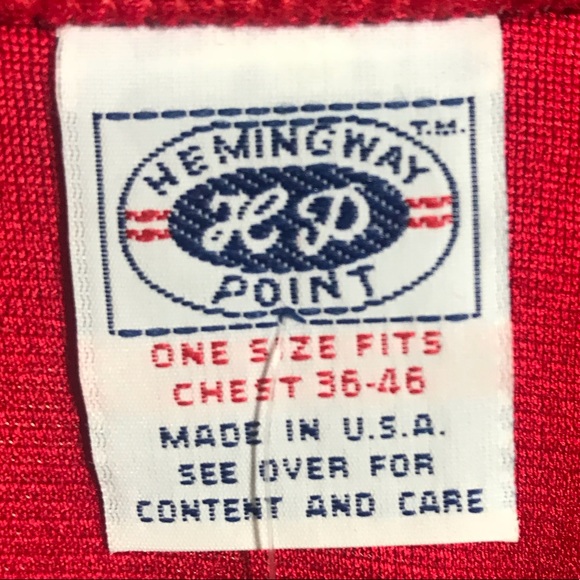 HEMINGWAY
T.M.
HP
POINT
ONE SIZE FITS
CHEST 36-46
MADE IN U.S.A.
SEE OVER FOR
CONTENT AND CARE